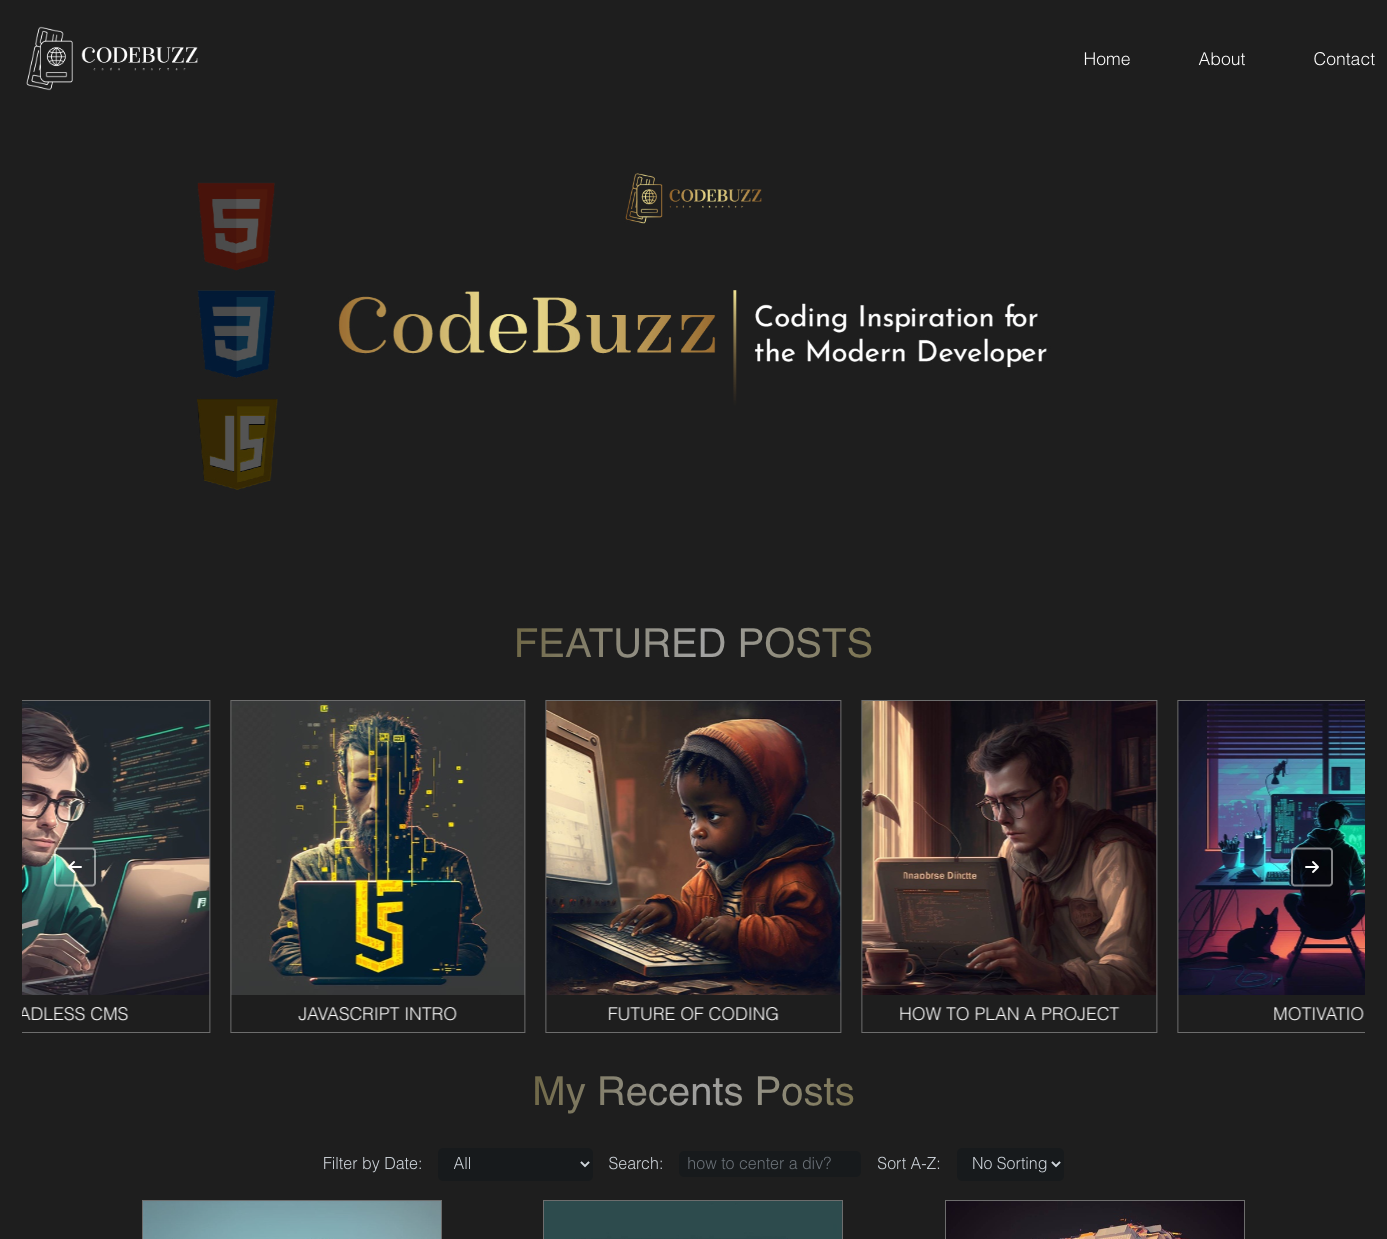 CODEBUZZ
Home
About
Contact
CODEBUZZ
CodeBuzz
Coding Inspiration for
the Modern Developer
FEATURED POSTS
ADLESS CMS
JAVASCRIPT INTRO
FUTURE OF CODING
HOW TO PLAN A PROJECT
MOTIVATIO
My Recents Posts
Filter by Date:
All
Search:
how to center a div?
Sort A-Z:
No Sorting